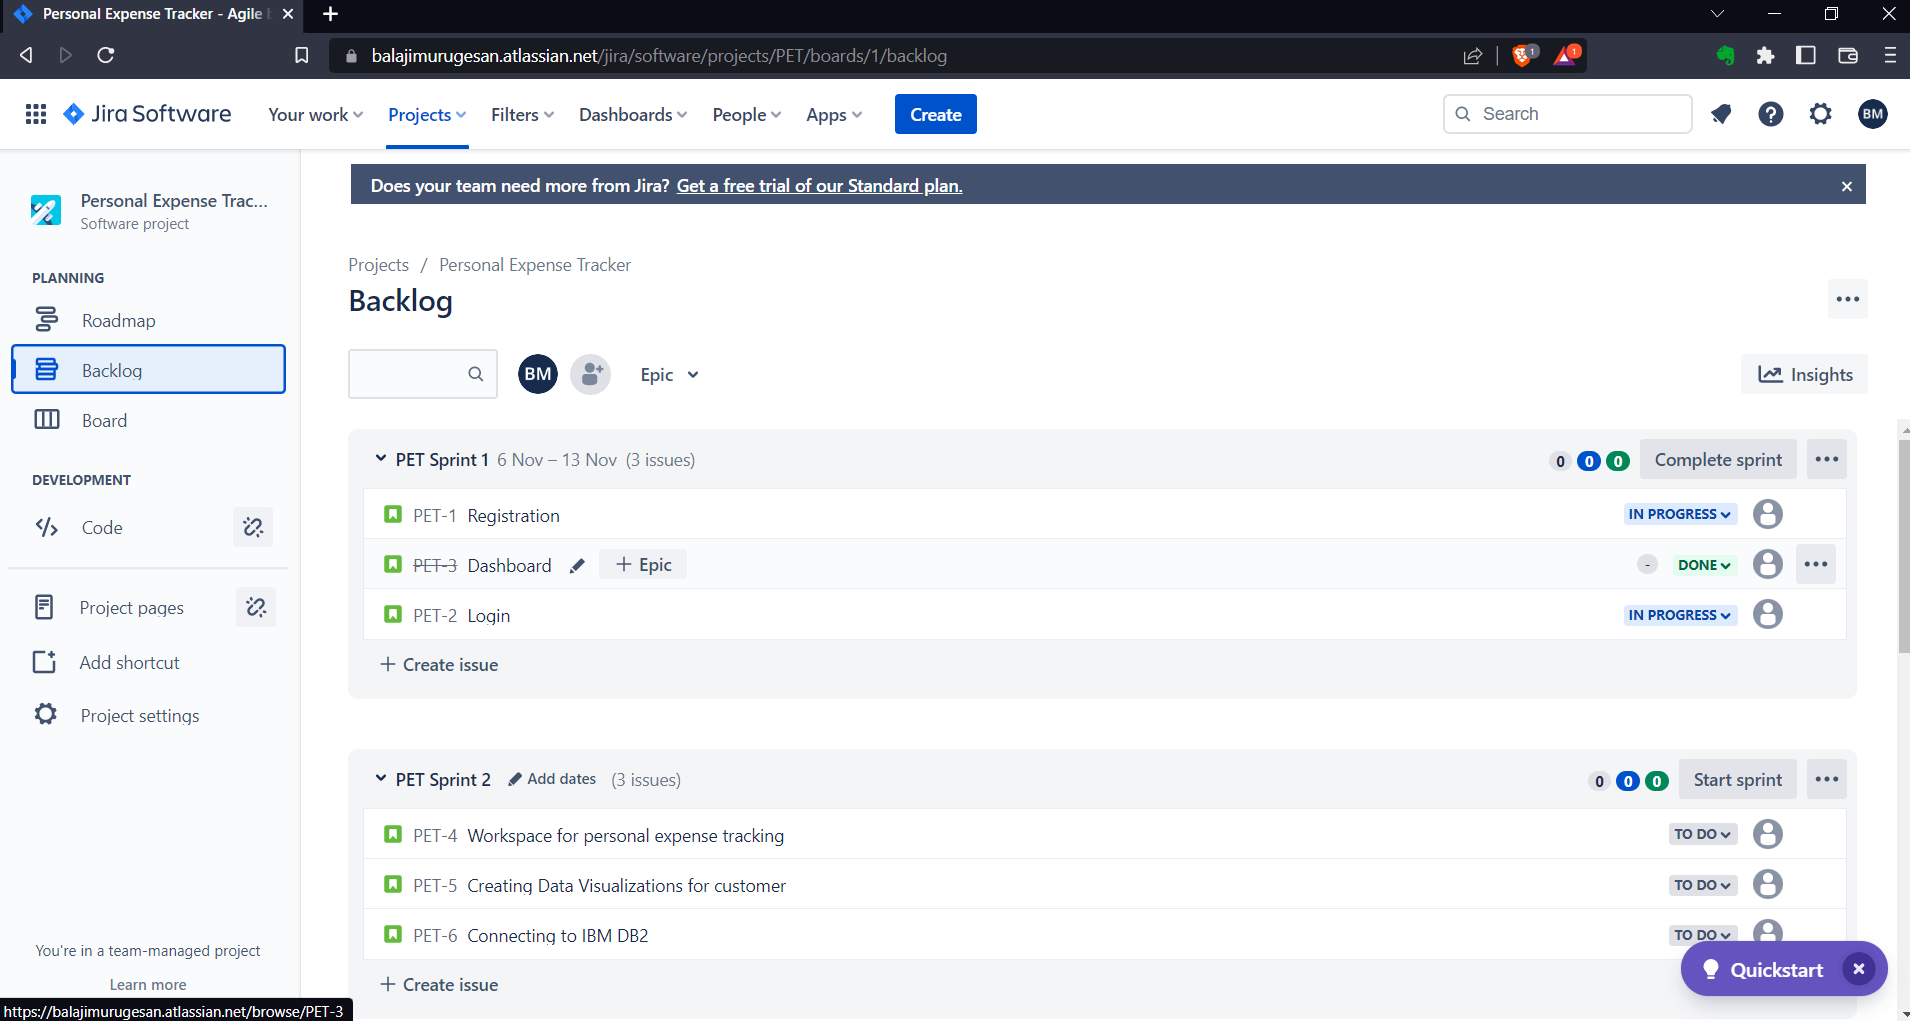 Personal Expense Tracker - Agile
balajimurugesan.atlassian.net/jira/software/projects/PET/boards/1/backlog
1
1
Jira Software
Your work
Projects
Filters
Dashboards
People
Apps
Create
Search
BM
Does your team need more from Jira? Get a free trial of our Standard plan.
Personal Expense Trac...
Software project
PLANNING
Roadmap
Backlog
Board
DEVELOPMENT
Code
Project pages
Add shortcut
Project settings
You're in a team-managed project
Learn more
https://balajimurugesan.atlassian.net/browse/PET-3
Projects / Personal Expense Tracker
Backlog
BM
Epic
Insights
PET Sprint 1 6 Nov – 13 Nov (3 issues)
0 0 0 Complete sprint
PET-1 Registration IN PROGRESS
PET-3 Dashboard + Epic - DONE
PET-2 Login IN PROGRESS
+ Create issue
PET Sprint 2 Add dates (3 issues)
0 0 0 Start sprint
PET-4 Workspace for personal expense tracking TO DO
PET-5 Creating Data Visualizations for customer TO DO
PET-6 Connecting to IBM DB2 TO DO
+ Create issue
Quickstart